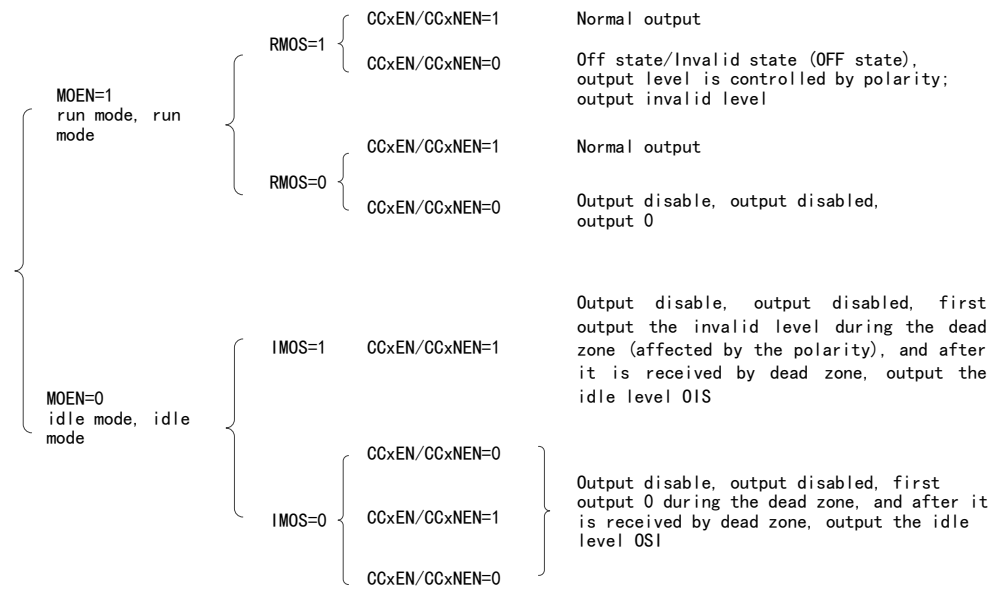 CCxEN/CCxNEN=1 Normal output
RMOS=1
CCxEN/CCxNEN=0 Off state/Invalid state (OFF state),
output level is controlled by polarity;
output invalid level
MOEN=1
run mode, run
mode
CCxEN/CCxNEN=1 Normal output
RMOS=0
CCxEN/CCxNEN=0 Output disable, output disabled,
output 0
Output disable, output disabled, first
output the invalid level during the dead
IMOS=1 CCxEN/CCxNEN=1 zone (affected by the polarity), and after
it is received by dead zone, output the
idle level OIS
MOEN=0
idle mode, idle
mode
CCxEN/CCxNEN=0
Output disable, output disabled, first
output 0 during the dead zone, and after it
IMOS=0 CCxEN/CCxNEN=1 is received by dead zone, output the idle
level OSI
CCxEN/CCxNEN=0